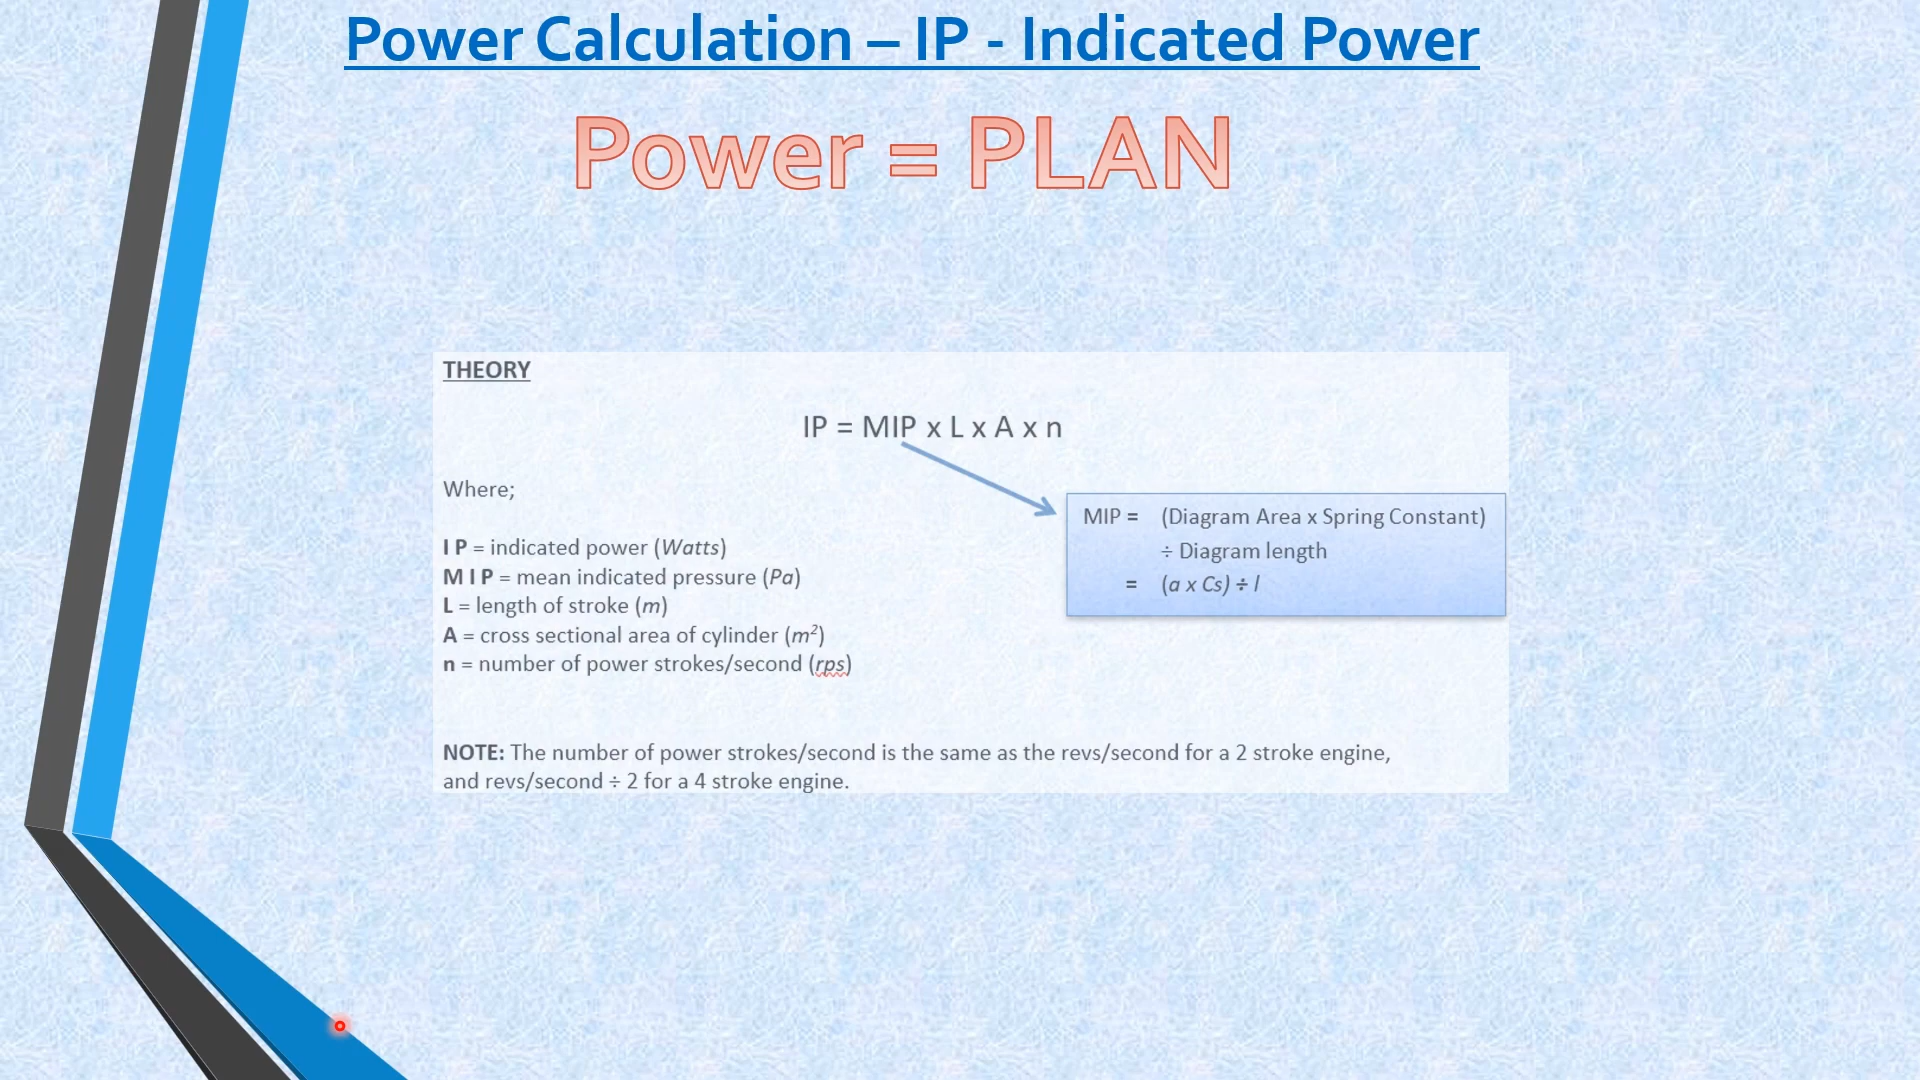 Power Calculation – IP - Indicated Power
Power = PLAN
THEORY
IP = MIP x L x A x n
Where;
MIP = (Diagram Area x Spring Constant)
÷ Diagram length
= (a x Cs) ÷ l
I P = indicated power (Watts)
M I P = mean indicated pressure (Pa)
L = length of stroke (m)
A = cross sectional area of cylinder (m²)
n = number of power strokes/second (rps)
NOTE: The number of power strokes/second is the same as the revs/second for a 2 stroke engine,
and revs/second ÷ 2 for a 4 stroke engine.